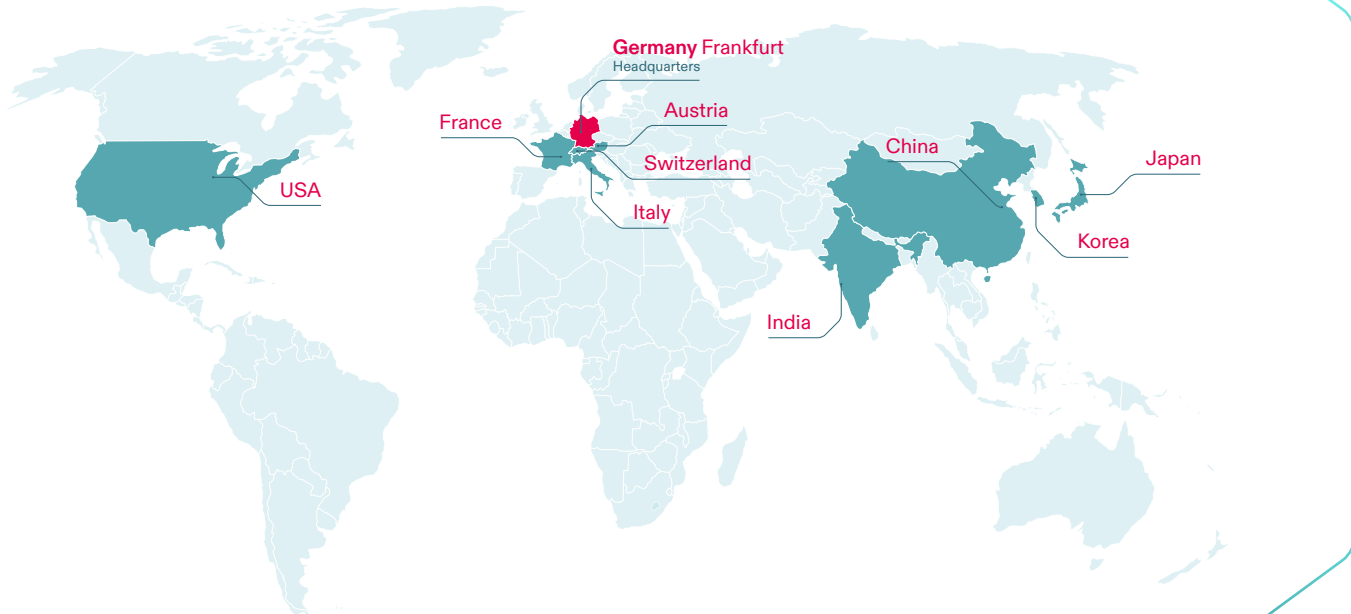 Germany Frankfurt
Headquarters
Austria
France
Switzerland
China
Japan
USA
Italy
Korea
India